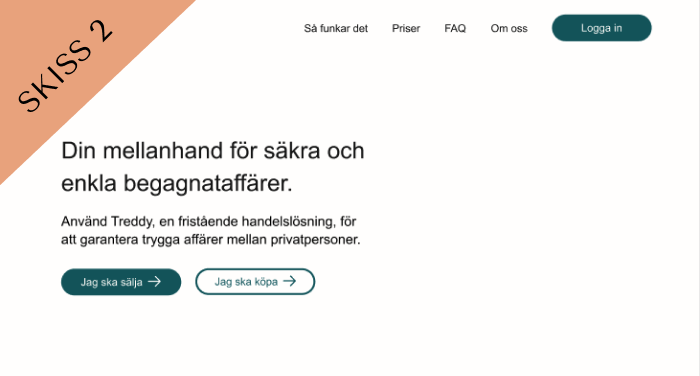 SKISS 2
Så funkar det Priser FAQ Om oss Logga in
Din mellanhand för säkra och
enkla begagnataffärer.
Använd Treddy, en fristående handelslösning, för
att garantera trygga affärer mellan privatpersoner.
Jag ska sälja → Jag ska köpa →